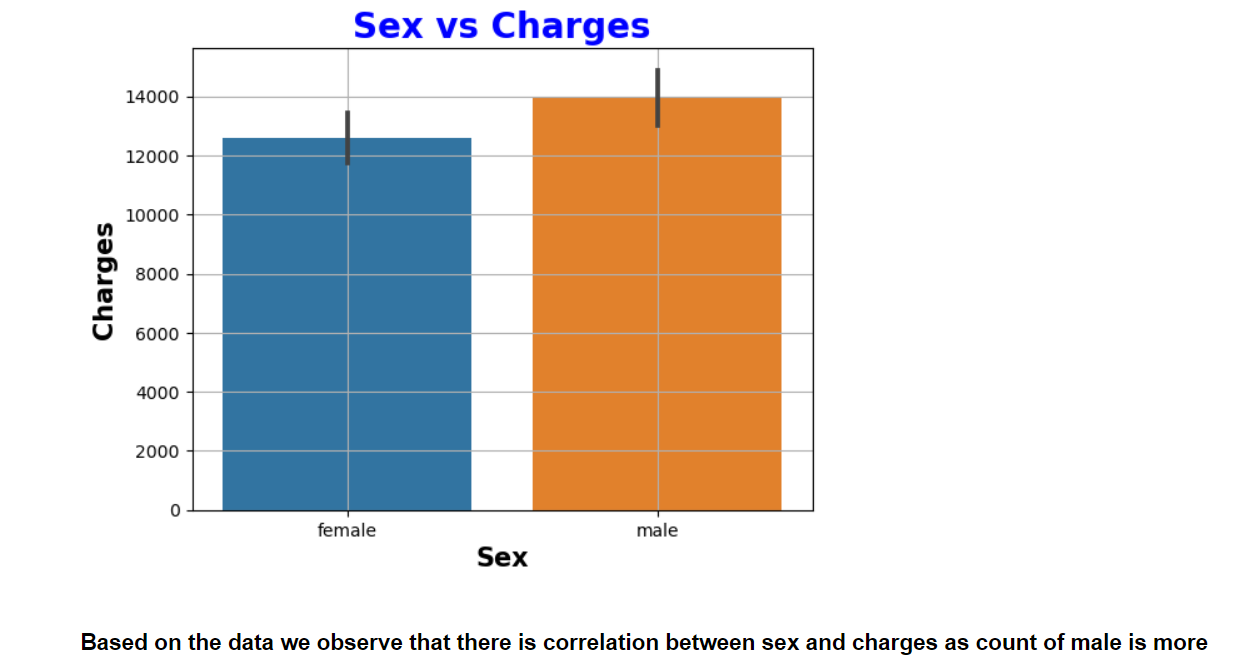 Sex vs Charges
14000
12000
10000
8000
6000
4000
2000
0
Charges
female male
Sex
Based on the data we observe that there is correlation between sex and charges as count of male is more